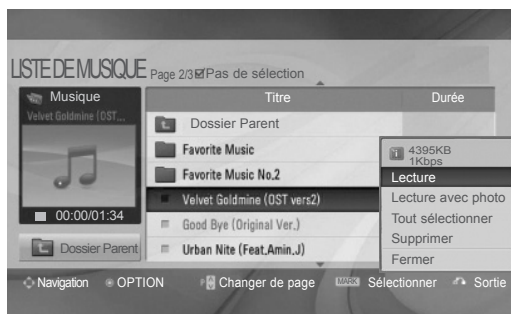 LISTE DE MUSIQUE Page 2/3 Pas de sélection
Musique
Velvet Goldmine (OST...
00:00/01:34
Dossier Parent
Titre Durée
Dossier Parent
Favorite Music
Favorite Music No.2
Velvet Goldmine (OST vers2)
Good Bye (Original Ver.)
Urban Nite (Feat.Amin.J)
4395KB
1Kbps
Lecture
Lecture avec photo
Tout sélectionner
Supprimer
Fermer
Navigation OPTION P Changer de page MARK Sélectionner Sortie